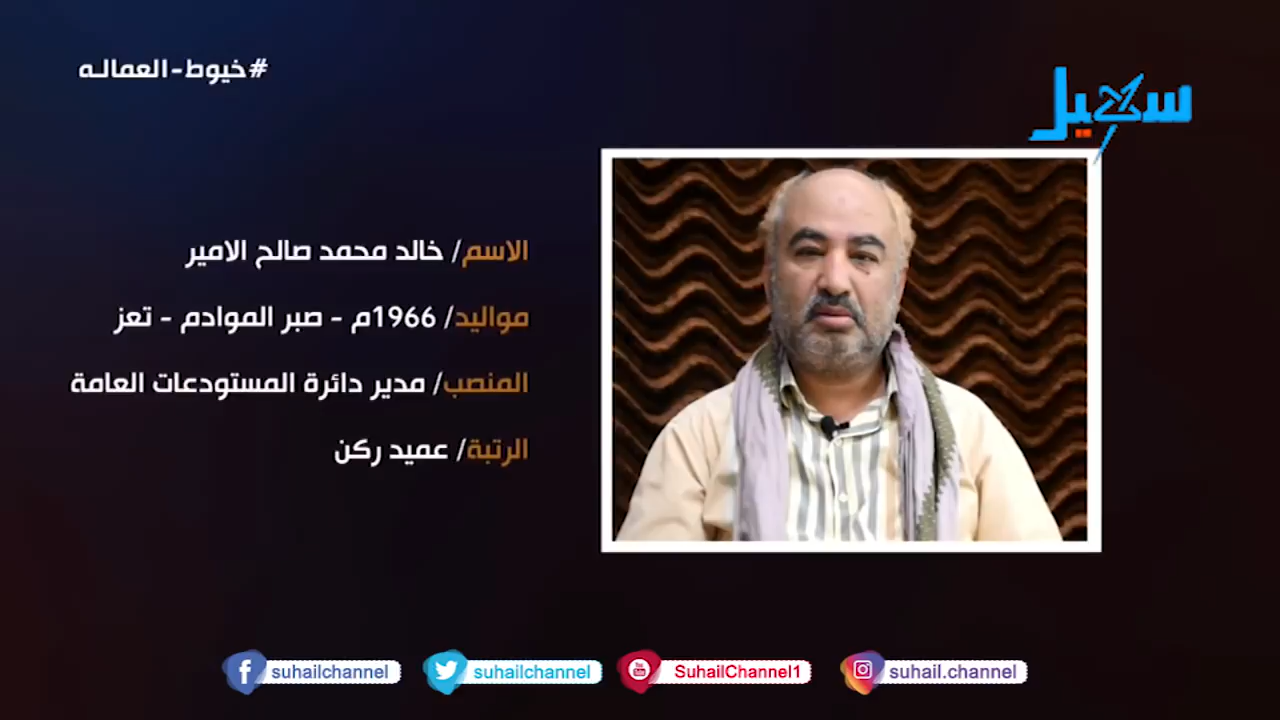 #خيوط-العمالـه
سهيل
الاسم/ خالد محمد صالح الامير
مواليد/ 1966م - صبر الموادم - تعز
المنصب/ مدير دائرة المستودعات العامة
الرتبة/ عميد ركن
suhailchannel
suhailchannel
SuhailChannel1
suhail.channel